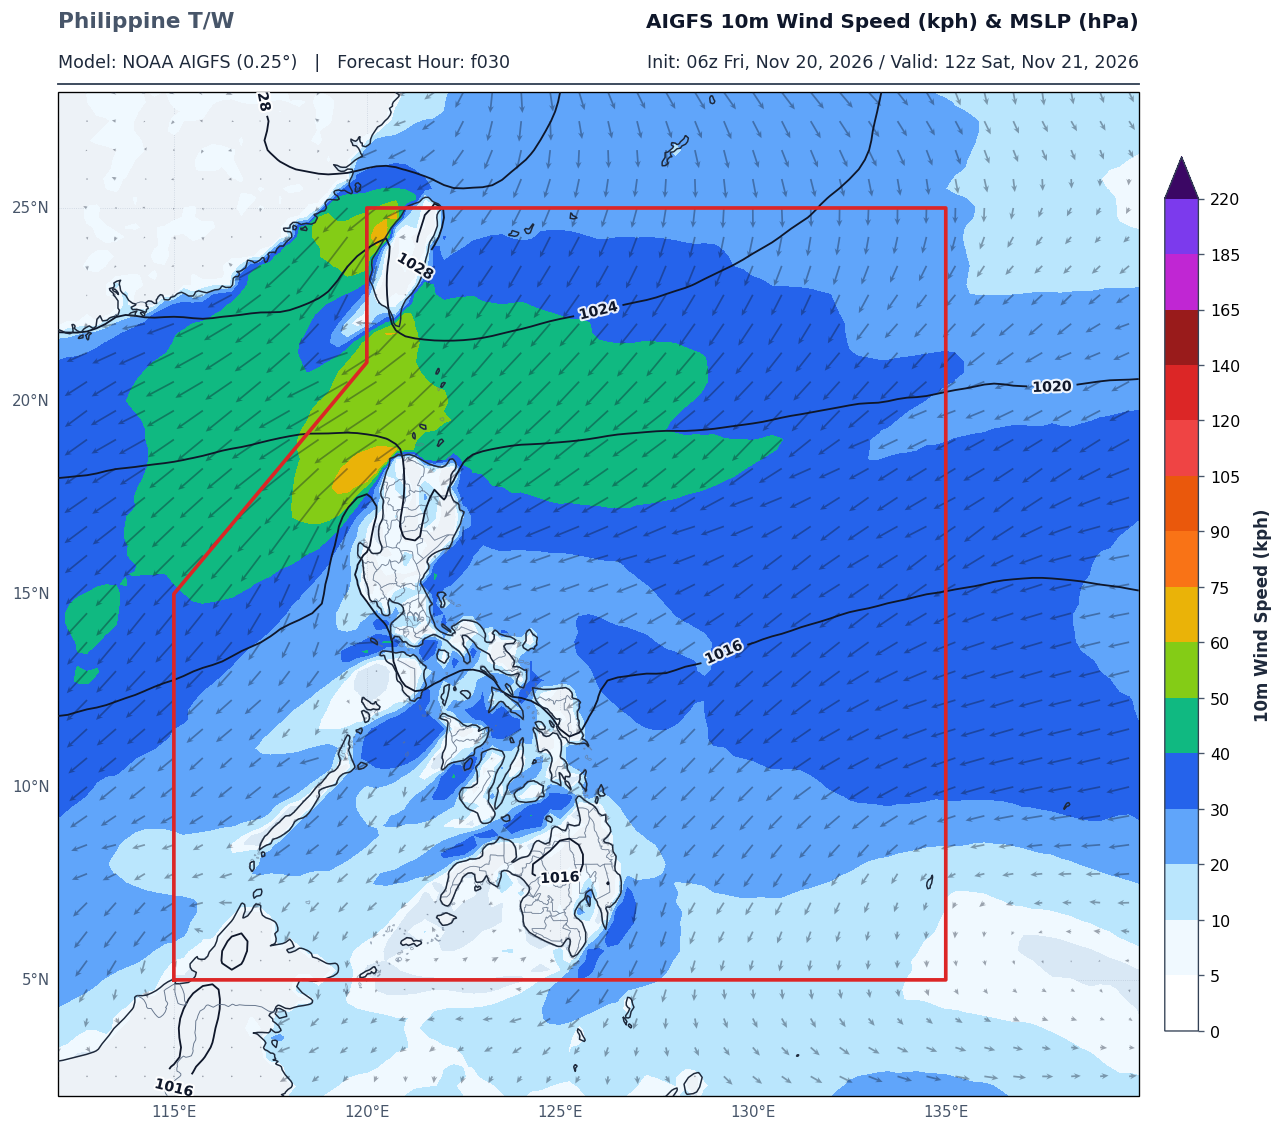 Philippine T/W
AIGFS 10m Wind Speed (kph) & MSLP (hPa)
Model: NOAA AIGFS (0.25°) | Forecast Hour: f030
Init: 06z Fri, Nov 20, 2026 / Valid: 12z Sat, Nov 21, 2026
28
1028
1024
1020
1016
1016
1016
25°N
20°N
15°N
10°N
5°N
115°E
120°E
125°E
130°E
135°E
220
185
165
140
120
105
90
75
60
50
40
30
20
10
5
0
10m Wind Speed (kph)